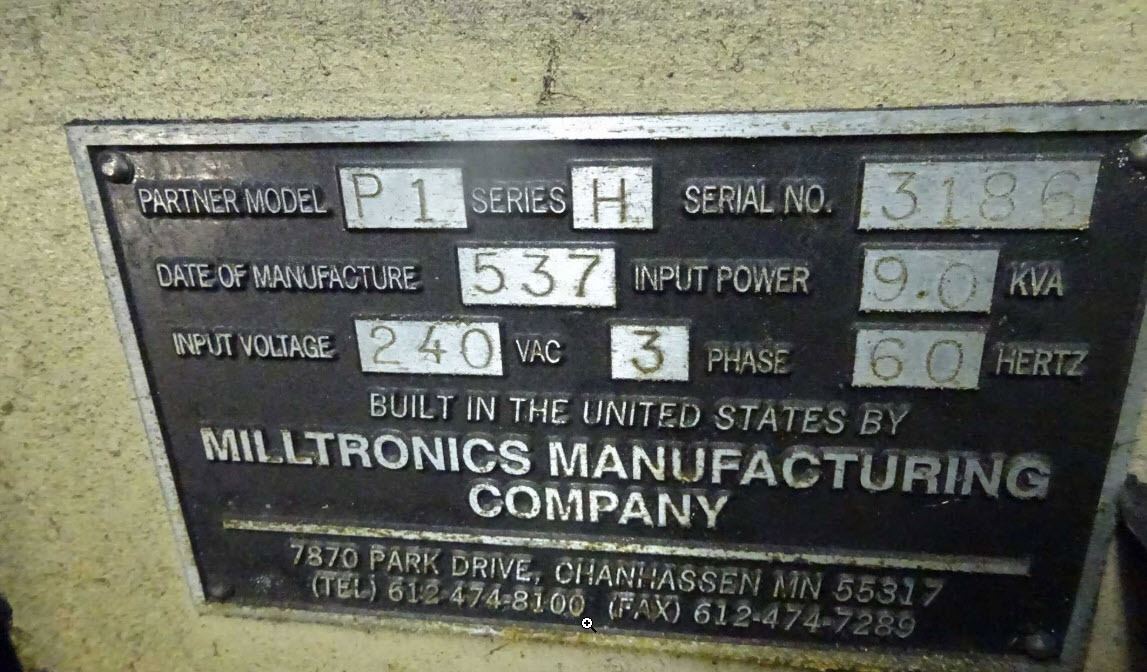 PARTNER MODEL P1 SERIES H SERIAL NO. 3186
DATE OF MANUFACTURE 537 INPUT POWER 9.0 KVA
INPUT VOLTAGE 240 VAC 3 PHASE 60 HERTZ
BUILT IN THE UNITED STATES BY
MILLTRONICS MANUFACTURING
COMPANY
7870 PARK DRIVE, CHANHASSEN MN 55317
(TEL) 612-474-8100 (FAX) 612-474-7289